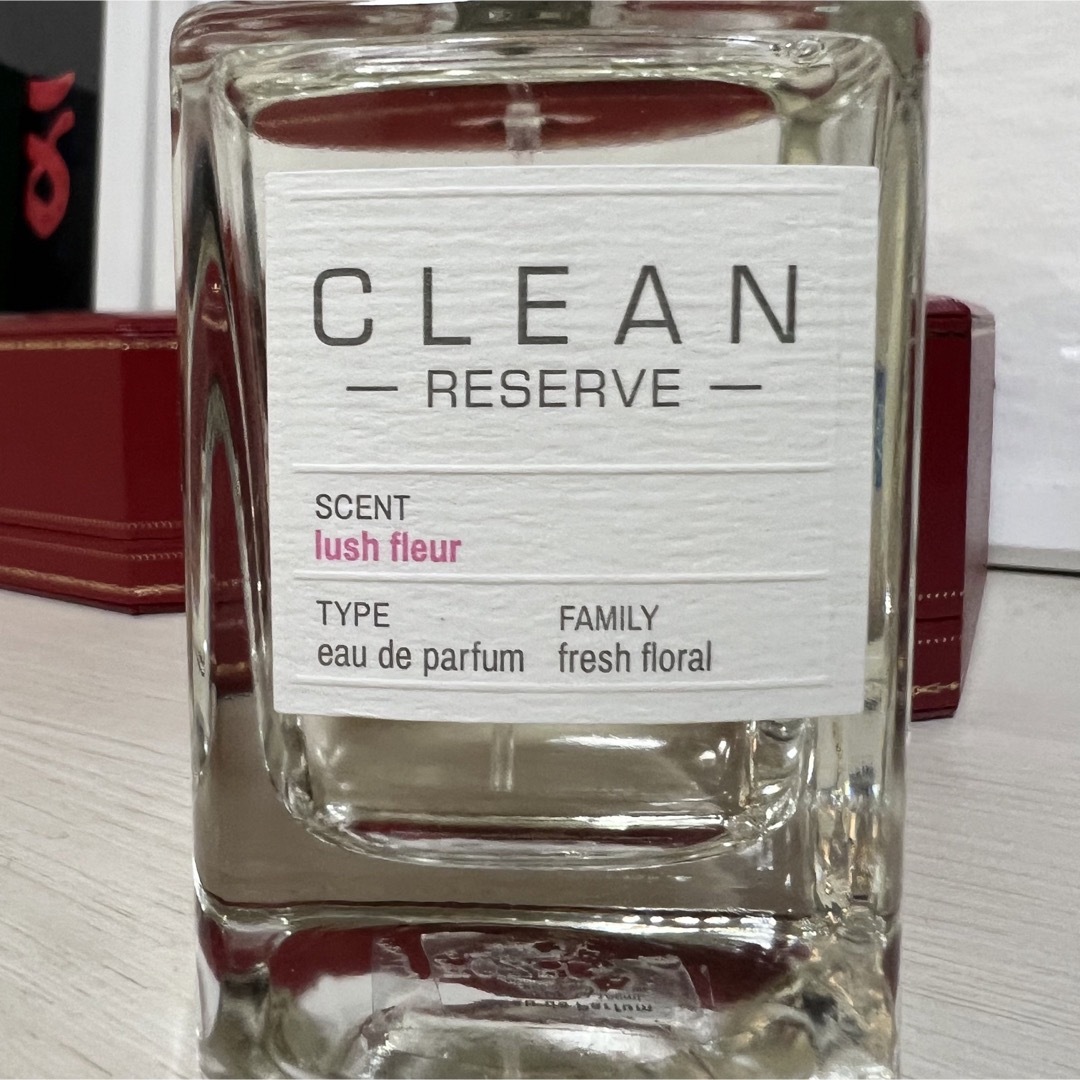 CLEAN
— RESERVE —
SCENT
lush fleur
TYPE FAMILY
eau de parfum fresh floral